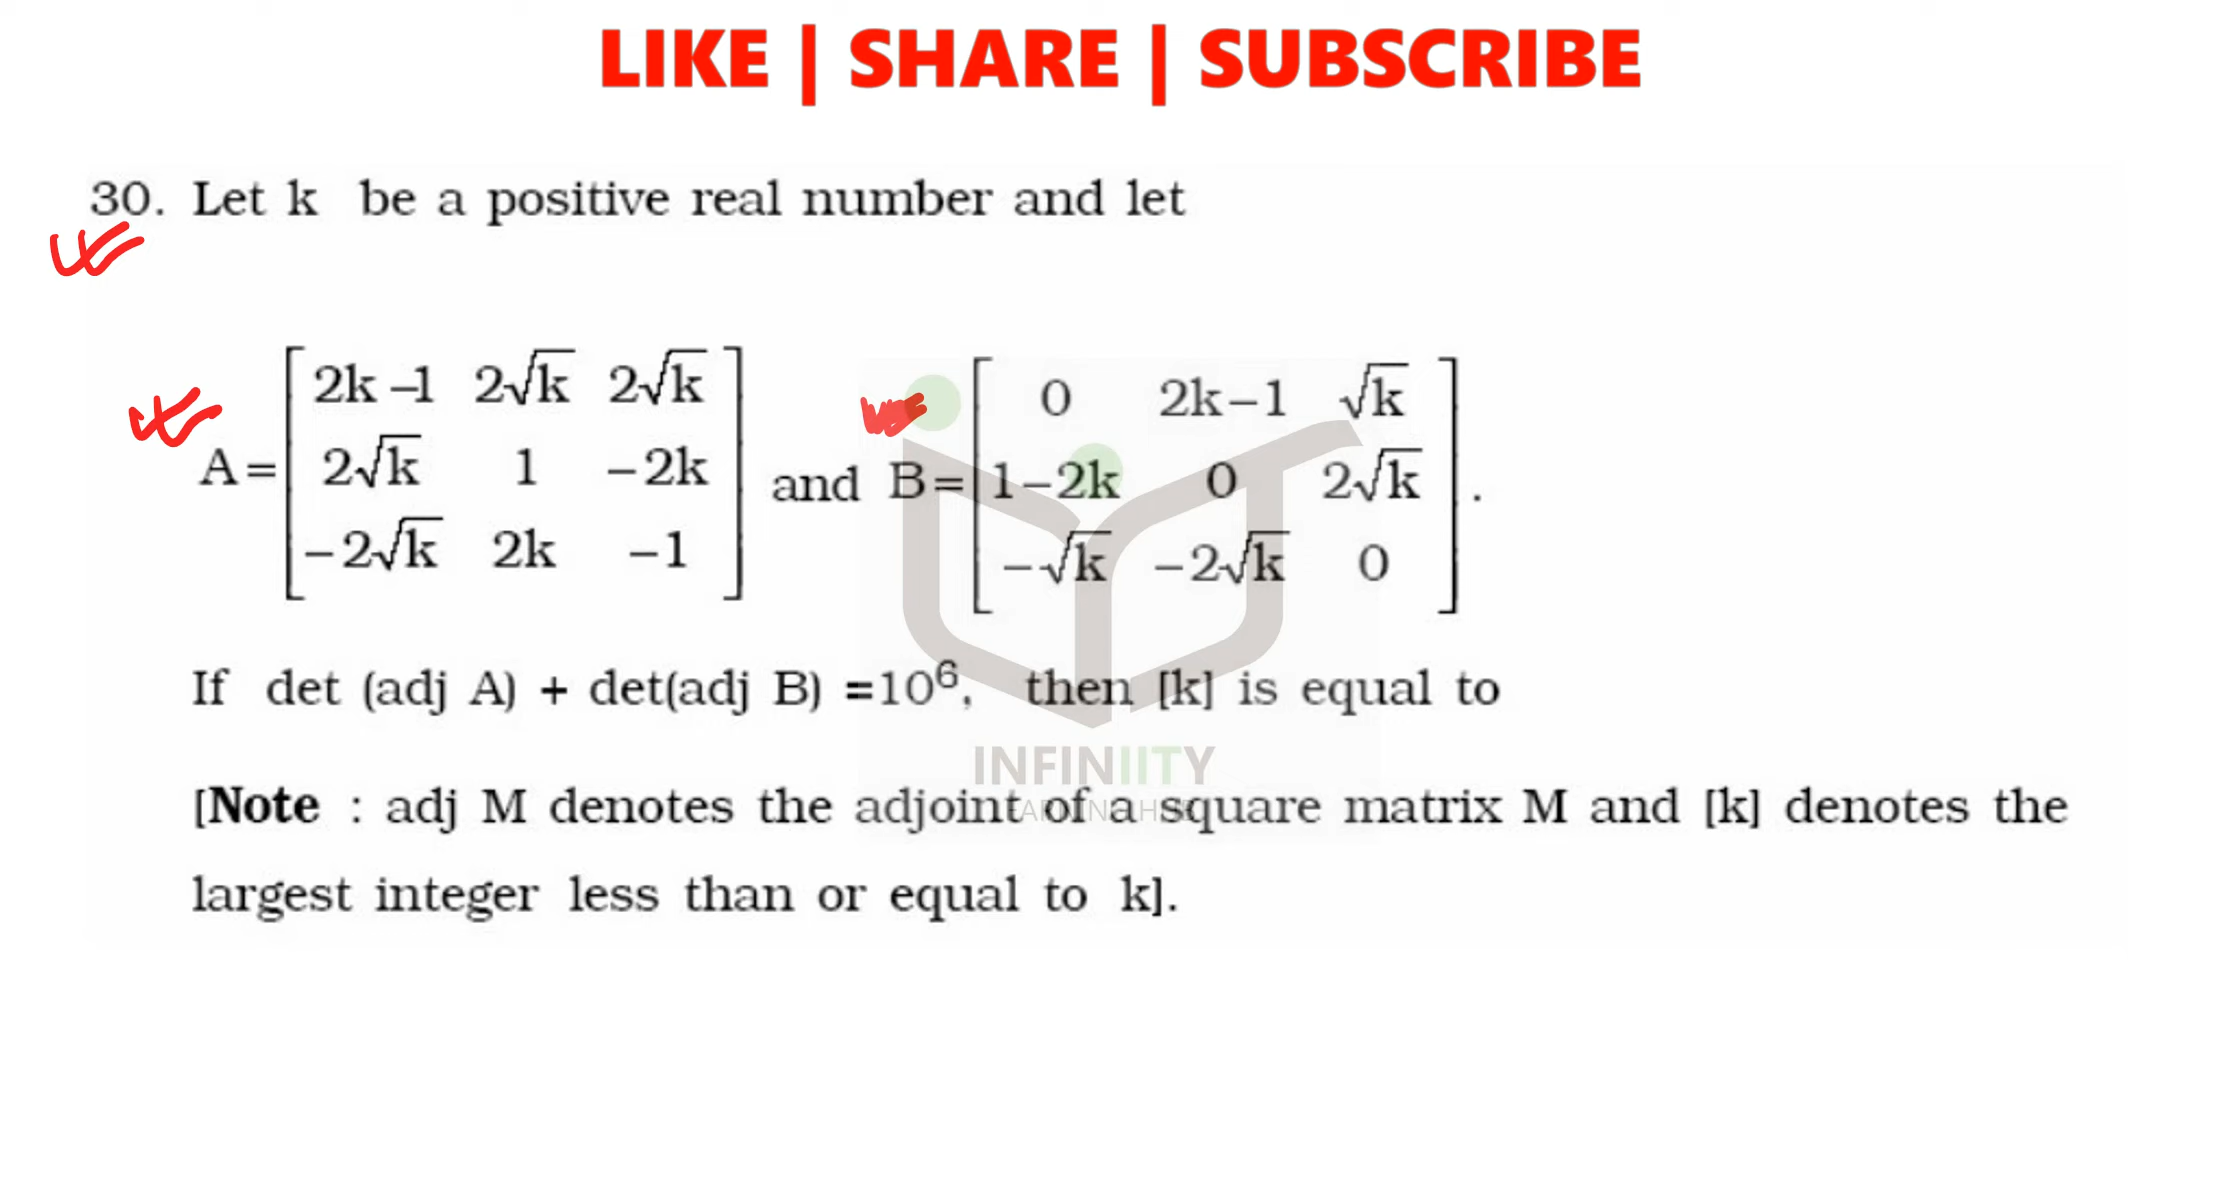 LIKE | SHARE | SUBSCRIBE
30. Let k be a positive real number and let
A = [ 2k –1 2√k 2√k
2√k 1 –2k
–2√k 2k –1 ] and B = [ 0 2k–1 √k
1–2k 0 2√k
–√k –2√k 0 ] .
If det (adj A) + det(adj B) =10⁶, then [k] is equal to
INFINIITY
[Note : adj M denotes the adjoint of a square matrix M and [k] denotes the
largest integer less than or equal to k].